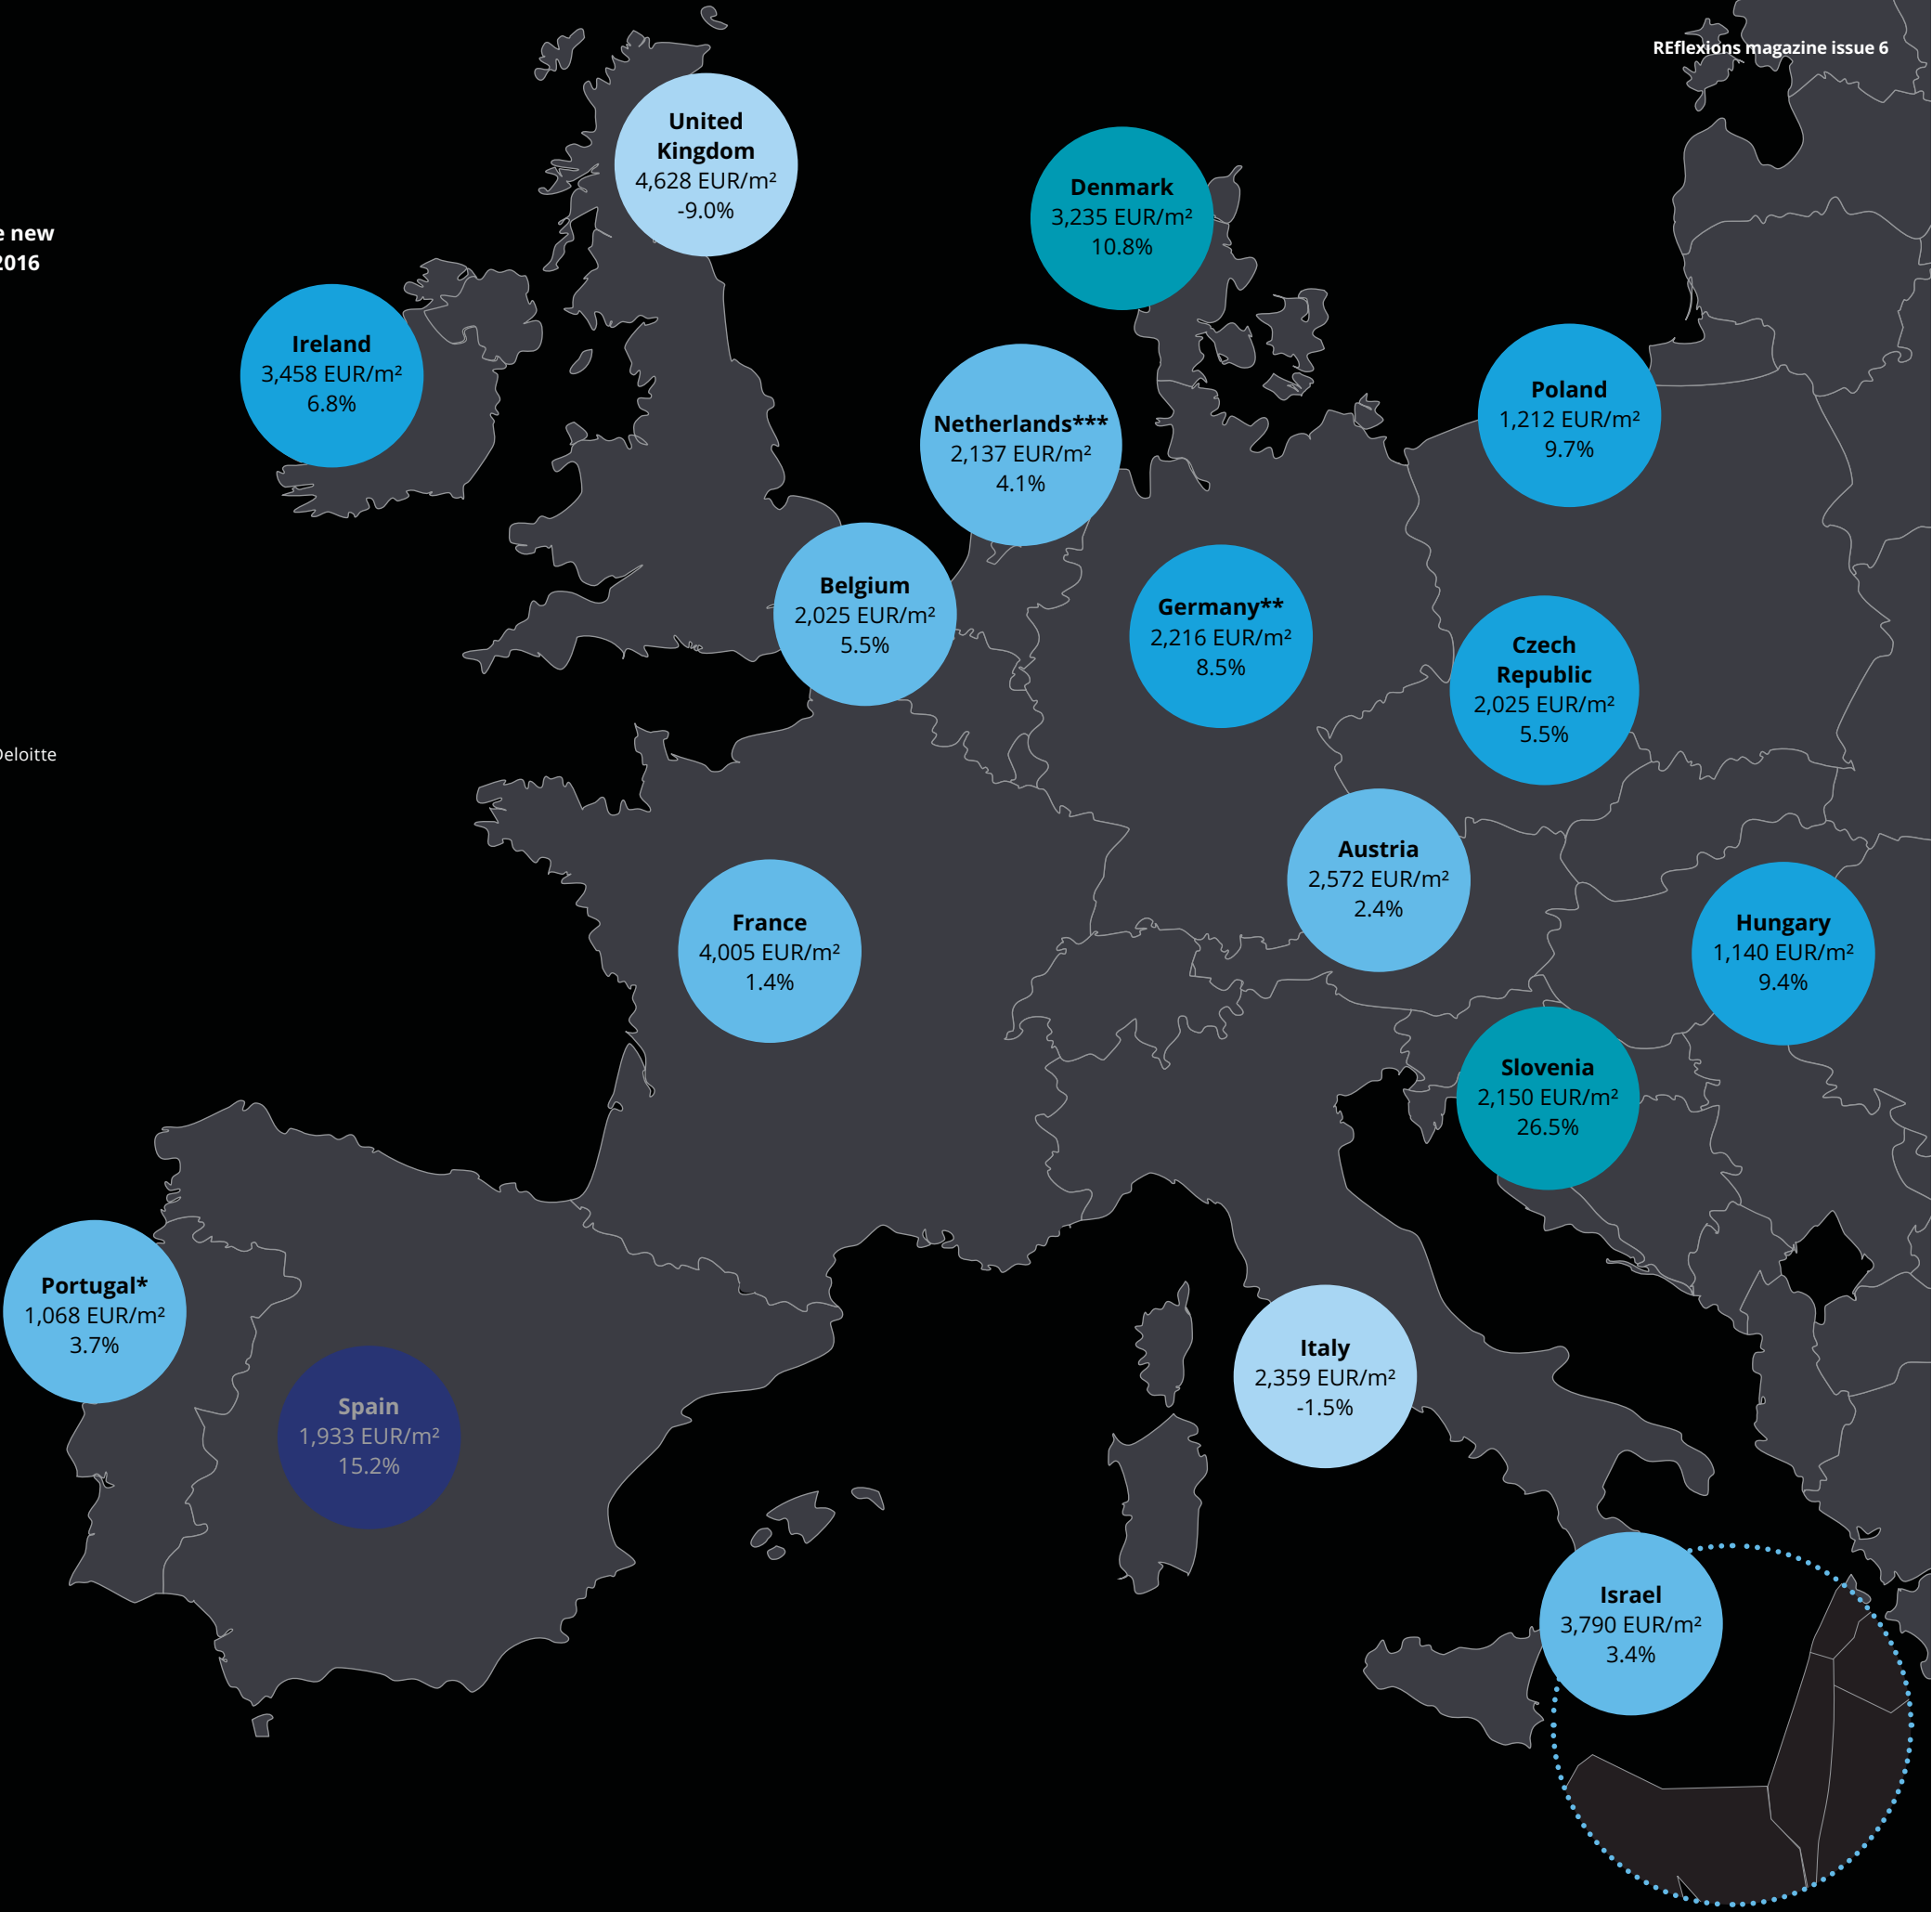 REflexions magazine issue 6
United
Kingdom
4,628 EUR/m²
-9.0%
Denmark
3,235 EUR/m²
10.8%
e new
2016
Ireland
3,458 EUR/m²
6.8%
Netherlands***
2,137 EUR/m²
4.1%
Poland
1,212 EUR/m²
9.7%
Belgium
2,025 EUR/m²
5.5%
Germany**
2,216 EUR/m²
8.5%
Czech
Republic
2,025 EUR/m²
5.5%
Deloitte
Austria
2,572 EUR/m²
2.4%
France
4,005 EUR/m²
1.4%
Hungary
1,140 EUR/m²
9.4%
Slovenia
2,150 EUR/m²
26.5%
Portugal*
1,068 EUR/m²
3.7%
Italy
2,359 EUR/m²
-1.5%
Spain
1,933 EUR/m²
15.2%
Israel
3,790 EUR/m²
3.4%